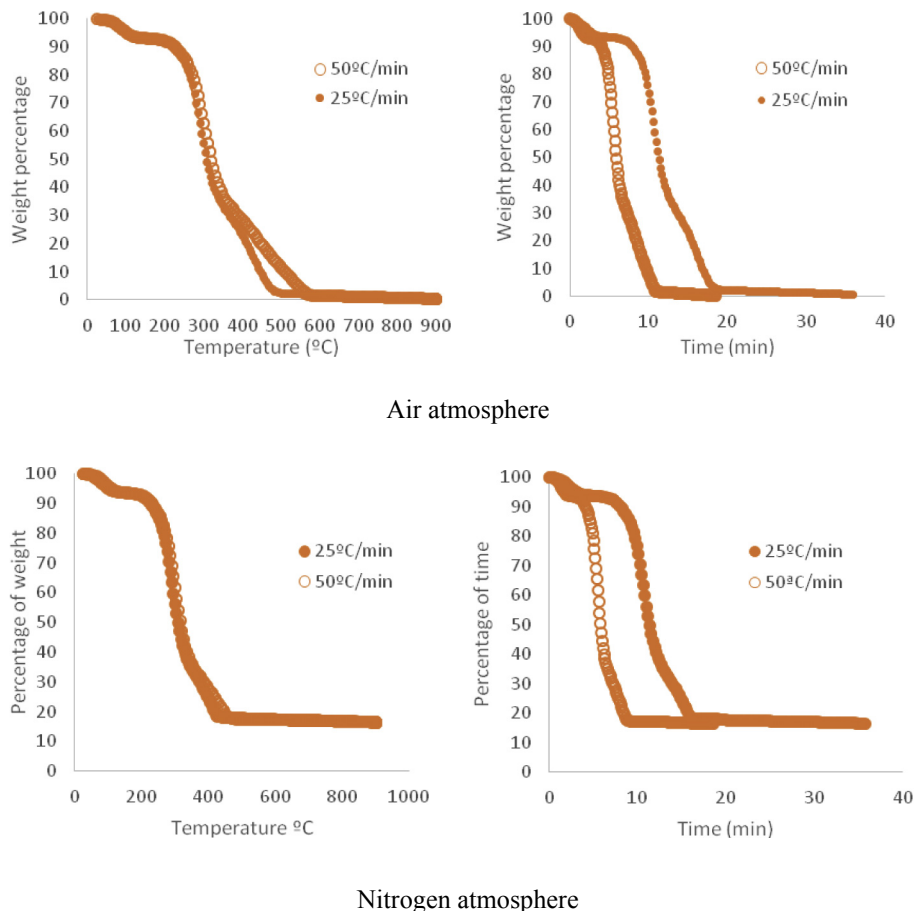 100
90
80
70
60
50
40
30
20
10
0
Weight percentage
50ºC/min
25ºC/min
0 100 200 300 400 500 600 700 800 900
Temperature (ºC)
100
90
80
70
60
50
40
30
20
10
0
Weight percentage
50ºC/min
25ºC/min
0 10 20 30 40
Time (min)
Air atmosphere
100
90
80
70
60
50
40
30
20
10
0
Percentage of weight
25ºC/min
50ºC/min
0 200 400 600 800 1000
Temperature ºC
100
90
80
70
60
50
40
30
20
10
0
Percentage of time
25ºC/min
50ªC/min
0 10 20 30 40
Time (min)
Nitrogen atmosphere